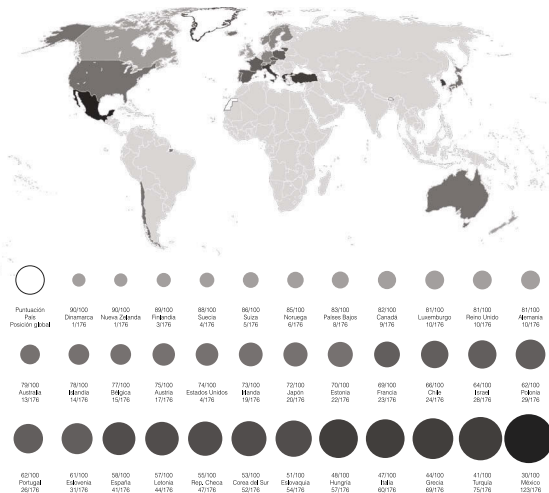 Puntuación
País
Posición global
90/100
Dinamarca
1/176
90/100
Nueva Zelanda
1/176
89/100
Finlandia
3/176
88/100
Suecia
4/176
86/100
Suiza
5/176
85/100
Noruega
6/176
83/100
Países Bajos
8/176
82/100
Canadá
9/176
81/100
Luxemburgo
10/176
81/100
Reino Unido
10/176
81/100
Alemania
10/176
79/100
Australia
13/176
78/100
Islandia
14/176
77/100
Bélgica
15/176
75/100
Austria
17/176
74/100
Estados Unidos
4/176
73/100
Irlanda
19/176
72/100
Japón
20/176
70/100
Estonia
22/176
69/100
Francia
23/176
66/100
Chile
24/176
64/100
Israel
28/176
62/100
Polonia
29/176
62/100
Portugal
26/176
61/100
Eslovenia
31/176
58/100
España
41/176
57/100
Letonia
44/176
55/100
Rep. Checa
47/176
53/100
Corea del Sur
52/176
51/100
Eslovaquia
54/176
48/100
Hungría
57/176
47/100
Italia
60/176
44/100
Grecia
69/176
41/100
Turquía
75/176
30/100
México
123/176